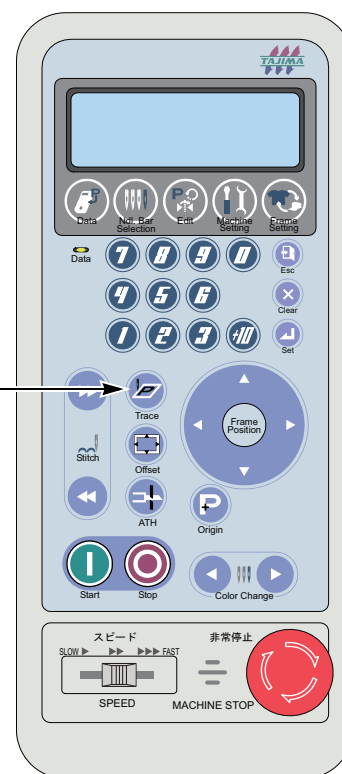 TAJIMA
P
Data
Ndl. Bar Selection
P
Edit
Machine Setting
Frame Setting
Data
7 8 9 0
Esc
4 5 6
Clear
1 2 3 +10
Set
Trace
Frame Position
Stitch
Offset
ATH
P
Origin
Start
Stop
Color Change
スピード
非常停止
SLOW
FAST
SPEED
MACHINE STOP